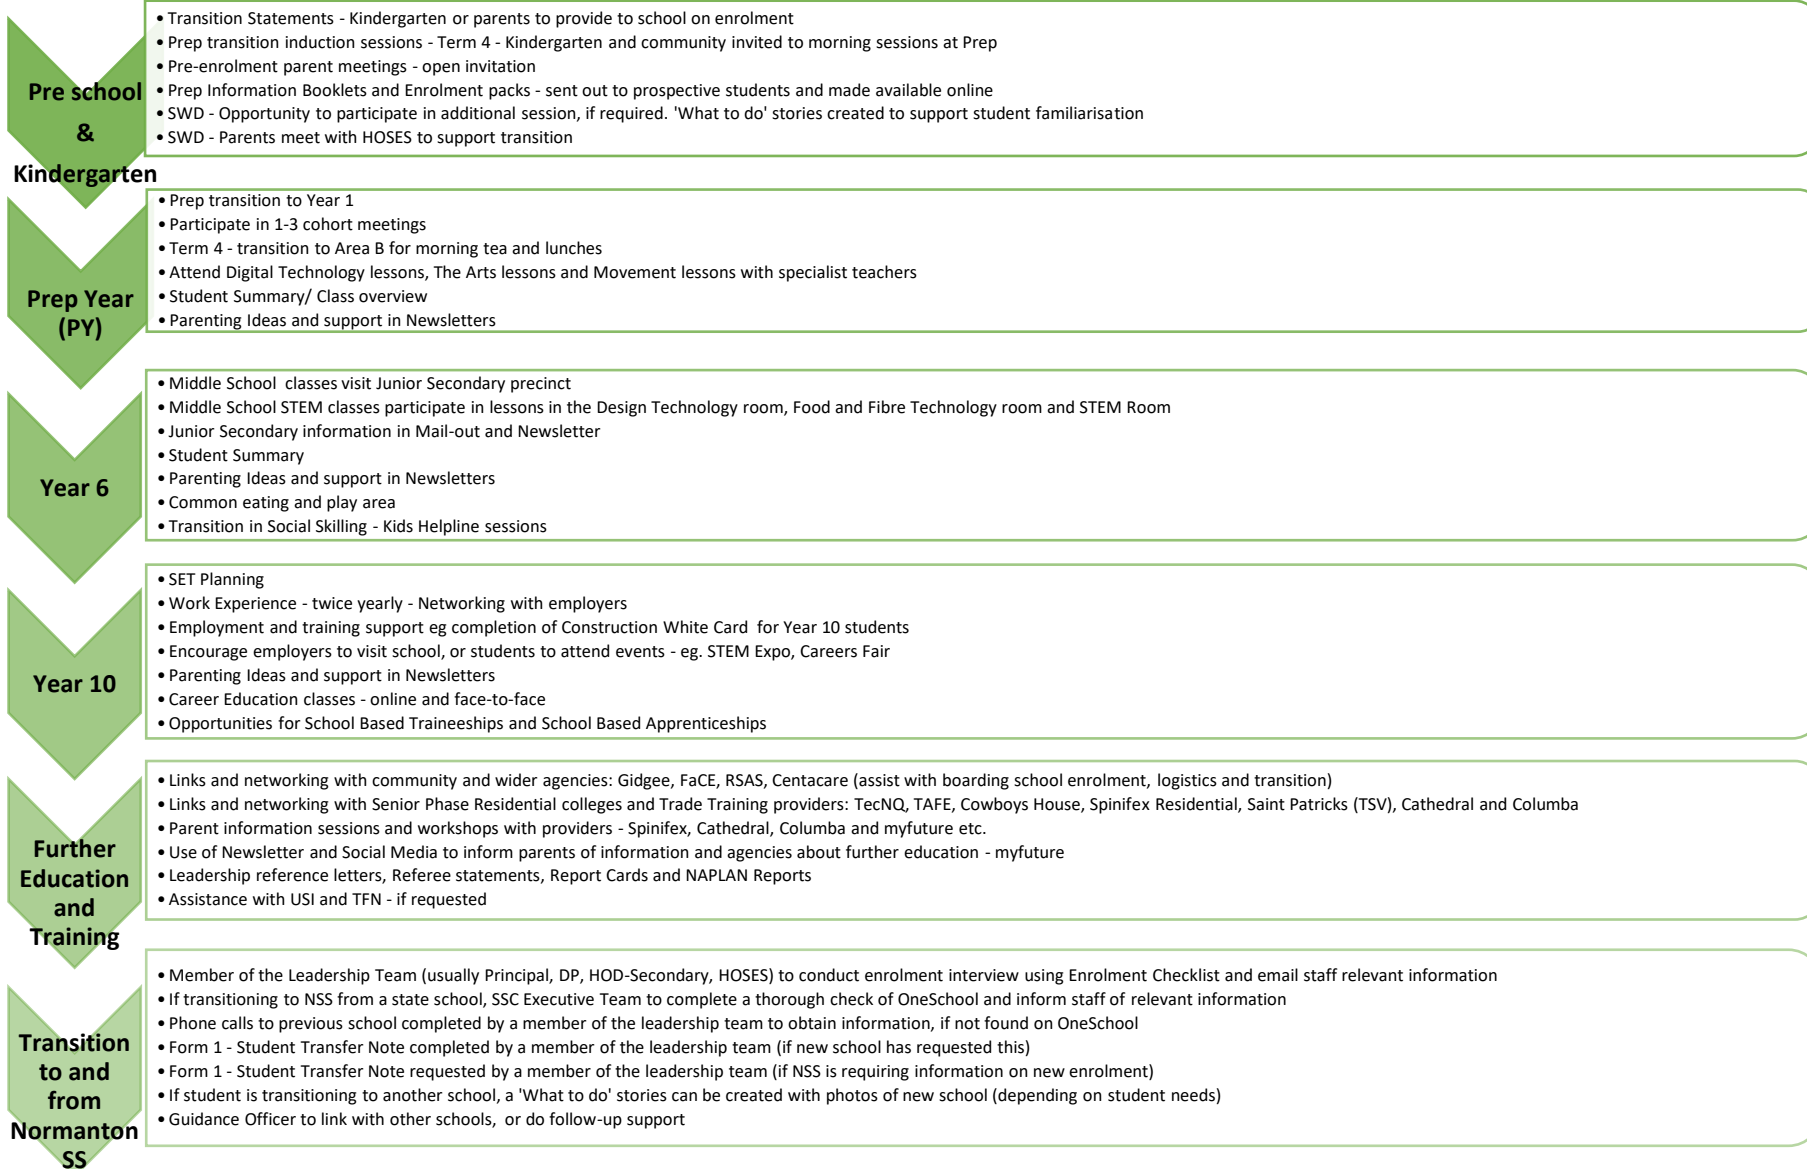 Pre school
&
Kindergarten
• Transition Statements - Kindergarten or parents to provide to school on enrolment
• Prep transition induction sessions - Term 4 - Kindergarten and community invited to morning sessions at Prep
• Pre-enrolment parent meetings - open invitation
• Prep Information Booklets and Enrolment packs - sent out to prospective students and made available online
• SWD - Opportunity to participate in additional session, if required. 'What to do' stories created to support student familiarisation
• SWD - Parents meet with HOSES to support transition
Prep Year
(PY)
• Prep transition to Year 1
• Participate in 1-3 cohort meetings
• Term 4 - transition to Area B for morning tea and lunches
• Attend Digital Technology lessons, The Arts lessons and Movement lessons with specialist teachers
• Student Summary/ Class overview
• Parenting Ideas and support in Newsletters
Year 6
• Middle School classes visit Junior Secondary precinct
• Middle School STEM classes participate in lessons in the Design Technology room, Food and Fibre Technology room and STEM Room
• Junior Secondary information in Mail-out and Newsletter
• Student Summary
• Parenting Ideas and support in Newsletters
• Common eating and play area
• Transition in Social Skilling - Kids Helpline sessions
Year 10
• SET Planning
• Work Experience - twice yearly - Networking with employers
• Employment and training support eg completion of Construction White Card for Year 10 students
• Encourage employers to visit school, or students to attend events - eg. STEM Expo, Careers Fair
• Parenting Ideas and support in Newsletters
• Career Education classes - online and face-to-face
• Opportunities for School Based Traineeships and School Based Apprenticeships
Further
Education
and
Training
• Links and networking with community and wider agencies: Gidgee, FaCE, RSAS, Centacare (assist with boarding school enrolment, logistics and transition)
• Links and networking with Senior Phase Residential colleges and Trade Training providers: TecNQ, TAFE, Cowboys House, Spinifex Residential, Saint Patricks (TSV), Cathedral and Columba
• Parent information sessions and workshops with providers - Spinifex, Cathedral, Columba and myfuture etc.
• Use of Newsletter and Social Media to inform parents of information and agencies about further education - myfuture
• Leadership reference letters, Referee statements, Report Cards and NAPLAN Reports
• Assistance with USI and TFN - if requested
Transition
to and
from
Normanton
SS
• Member of the Leadership Team (usually Principal, DP, HOD-Secondary, HOSES) to conduct enrolment interview using Enrolment Checklist and email staff relevant information
• If transitioning to NSS from a state school, SSC Executive Team to complete a thorough check of OneSchool and inform staff of relevant information
• Phone calls to previous school completed by a member of the leadership team to obtain information, if not found on OneSchool
• Form 1 - Student Transfer Note completed by a member of the leadership team (if new school has requested this)
• Form 1 - Student Transfer Note requested by a member of the leadership team (if NSS is requiring information on new enrolment)
• If student is transitioning to another school, a 'What to do' stories can be created with photos of new school (depending on student needs)
• Guidance Officer to link with other schools, or do follow-up support